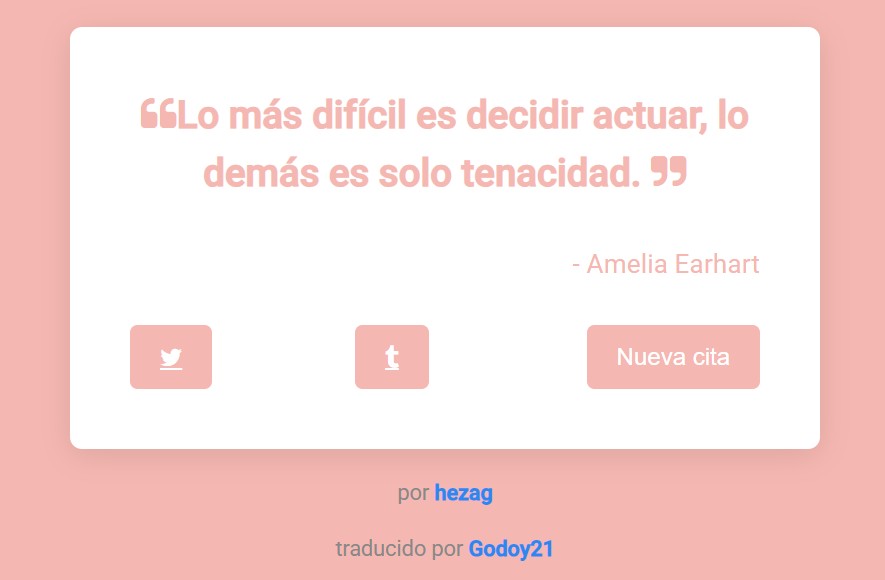 ❝Lo más difícil es decidir actuar, lo
demás es solo tenacidad. ❞
- Amelia Earhart
t
Nueva cita
por hezag
traducido por Godoy21